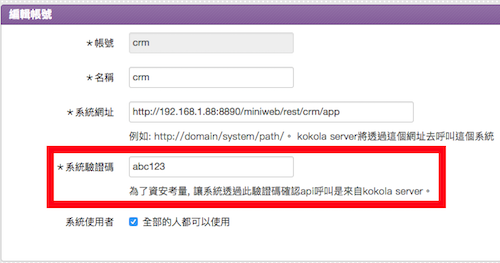 編輯帳號
★帳號 crm
★名稱 crm
★系統網址 http://192.168.1.88:8890/miniweb/rest/crm/app
例如: http://domain/system/path/。 kokola server將透過這個網址去呼叫這個系統
★系統驗證碼 abc123
為了資安考量, 讓系統透過此驗證碼確認api呼叫是來自kokola server。
系統使用者 全部的人都可以使用